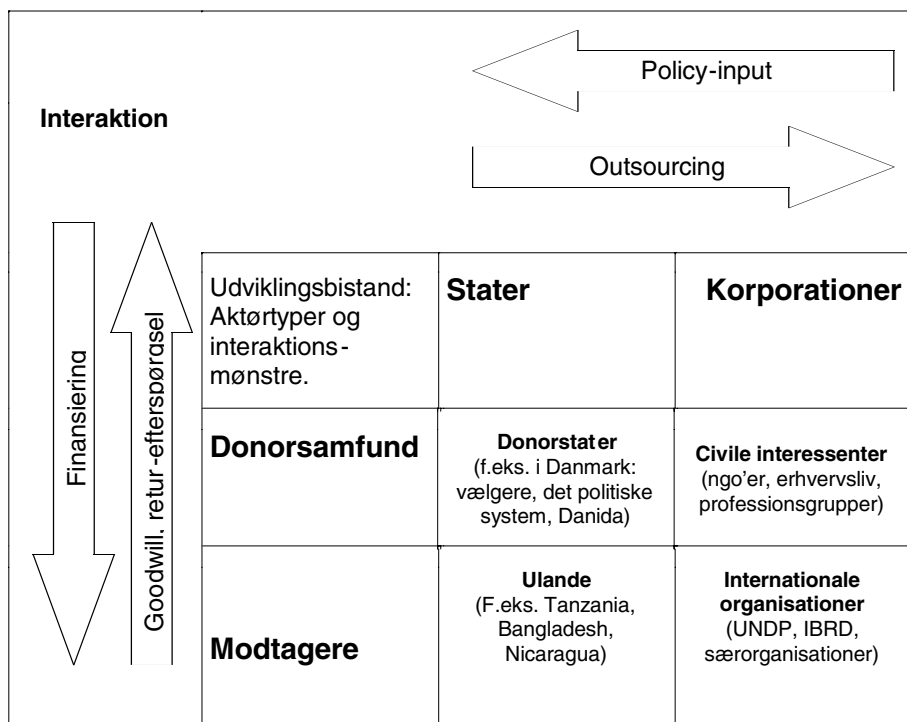 Policy-input
Interaktion
Outsourcing
Finansiering
Goodwill, retur-efterspørgsel
Udviklingsbistand:
Aktørtyper og
interaktions-
mønstre.
Stater
Korporationer
Donorsamfund
Donorstater
(f.eks. i Danmark:
vælgere, det politiske
system, Danida)
Civile interessenter
(ngo’er, erhvervsliv,
professionsgrupper)
Modtagere
Ulande
(F.eks. Tanzania,
Bangladesh,
Nicaragua)
Internationale
organisationer
(UNDP, IBRD,
særorganisationer)